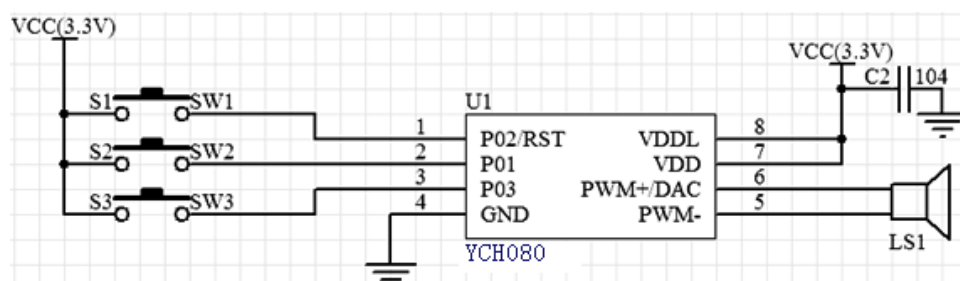 VCC(3.3V)
VCC(3.3V)
C2 104
S1 SW1 U1
1 P02/RST VDDL 8
S2 SW2 2 P01 VDD 7
3 P03 PWM+/DAC 6
S3 SW3 4 GND PWM- 5
LS1
YCH080